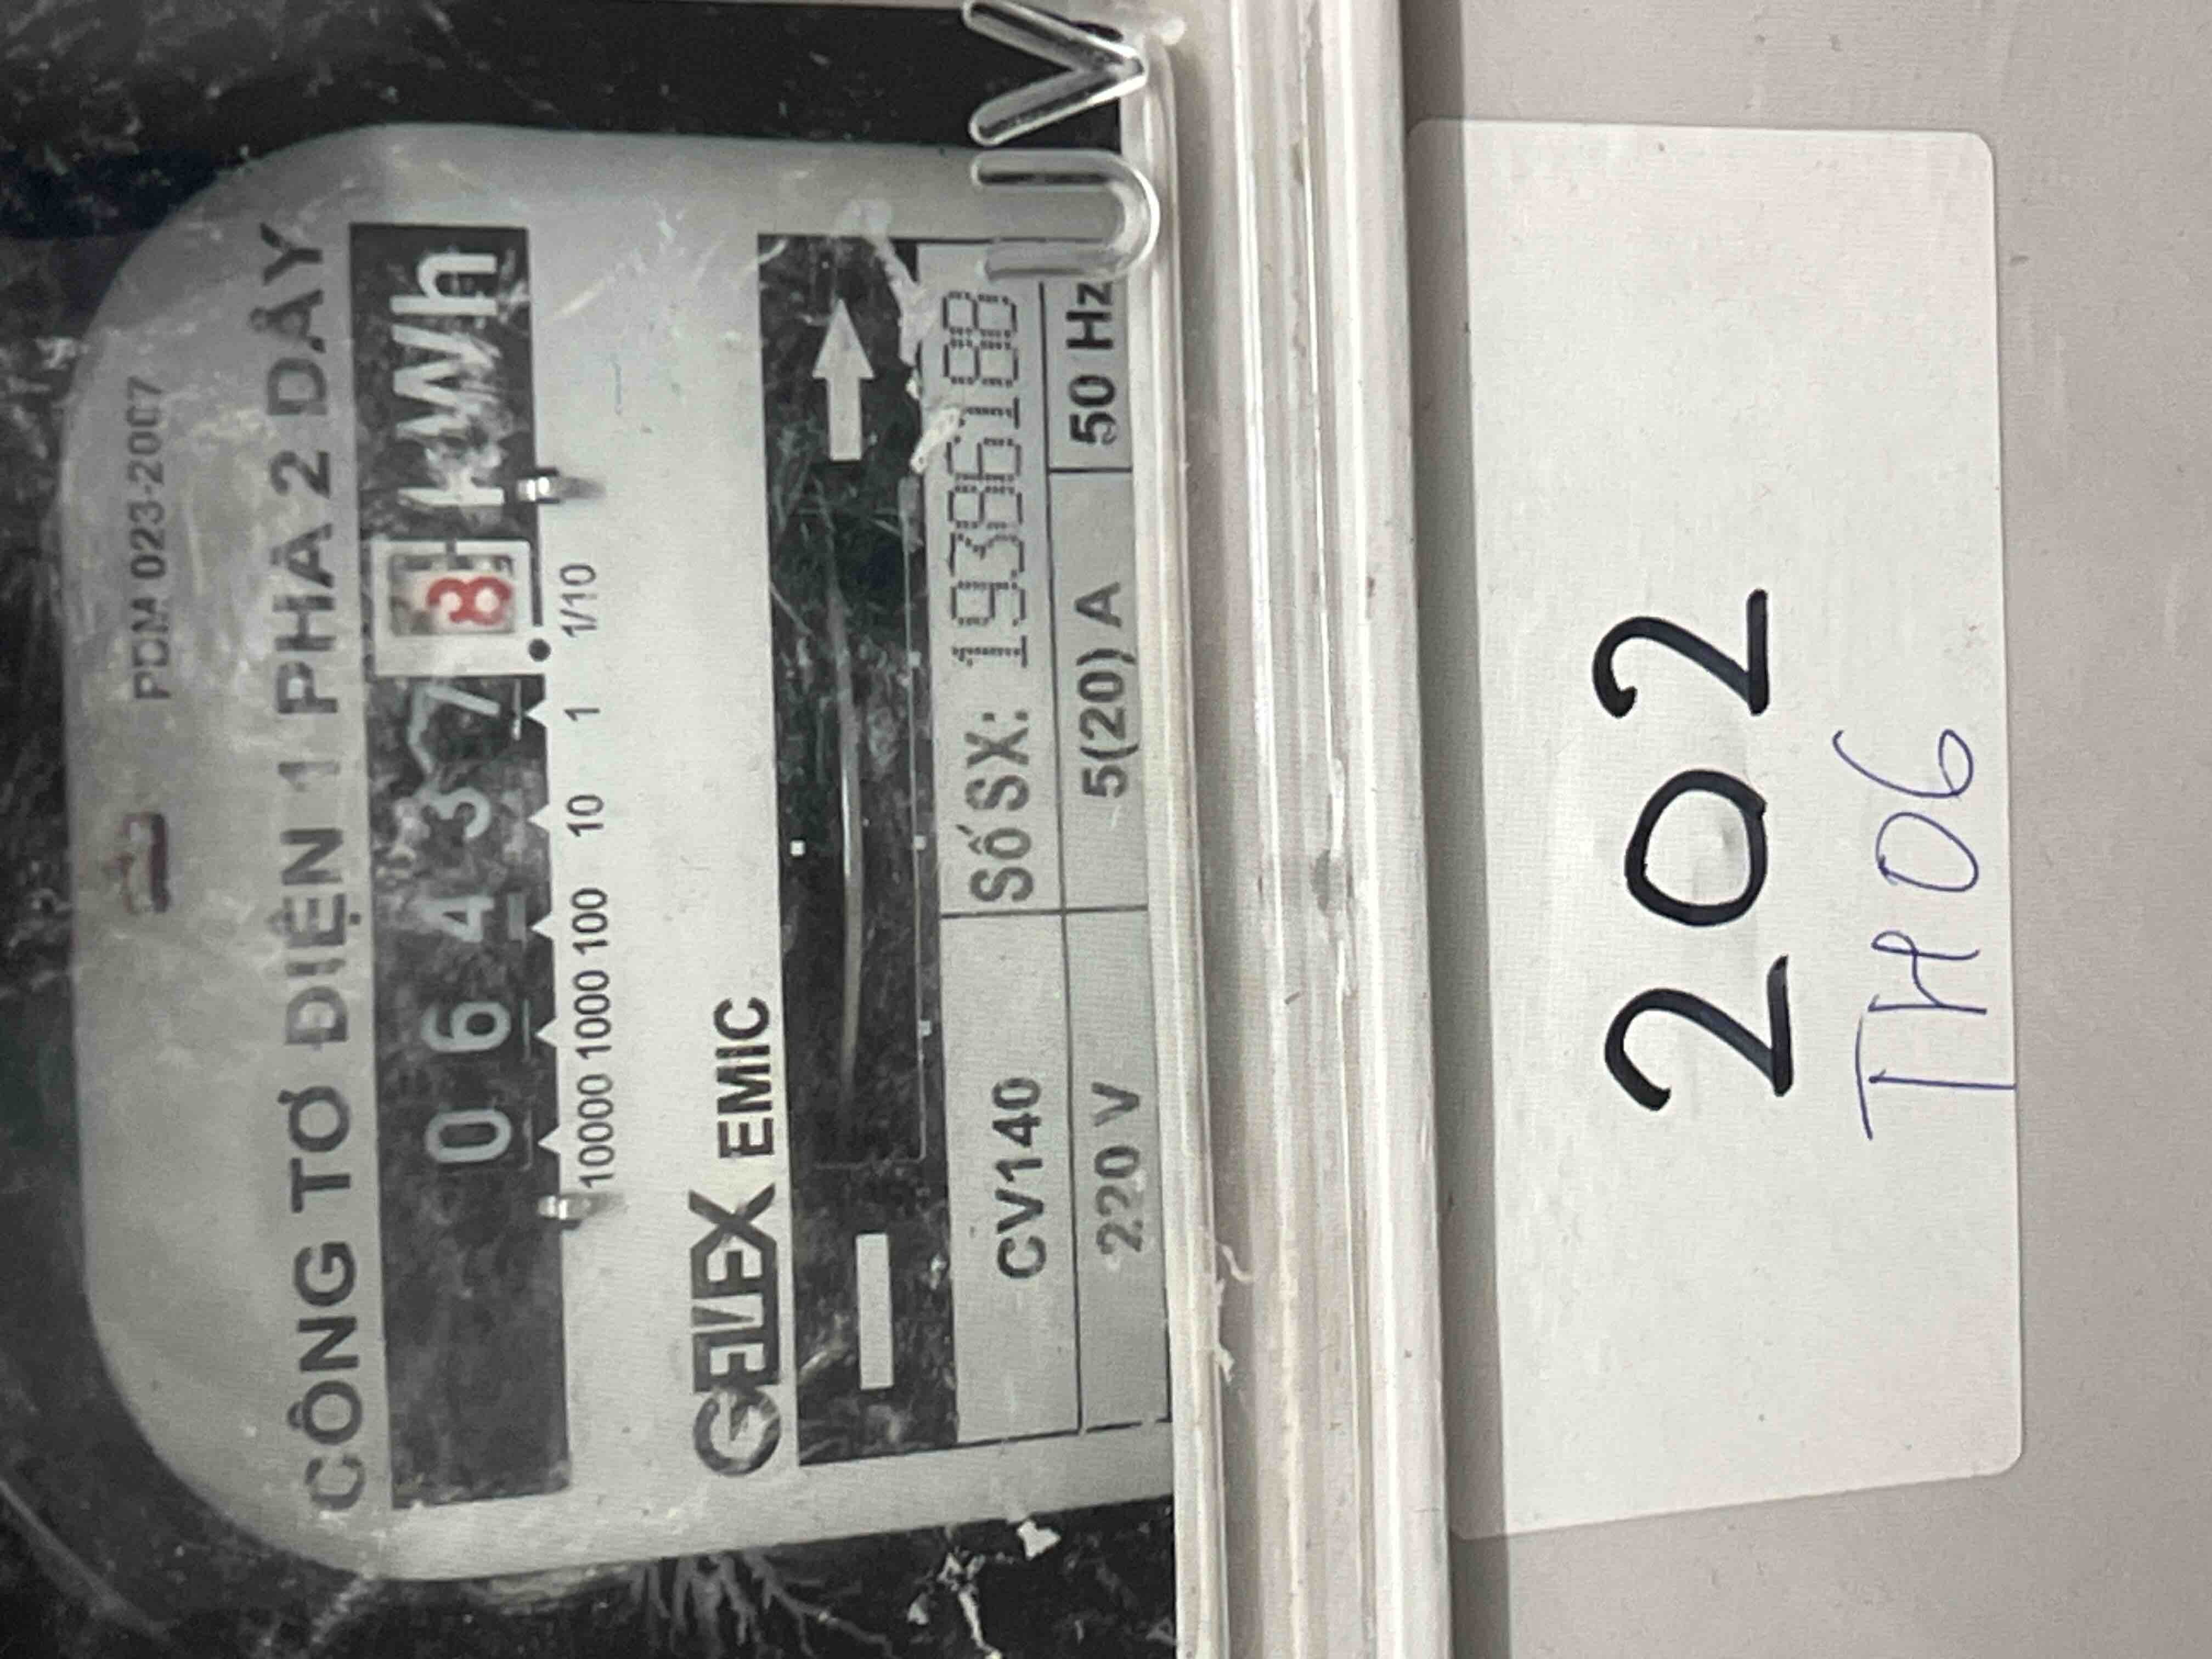 PDM 023-2007
CÔNG TƠ ĐIỆN 1 PHA 2 DÂY
0 6 4 3 7 8 kWh
10000 1000 100 10 1 1/10
GELEX EMIC
CV140 Số SX: 19386188
220 V 5(20) A 50 Hz
UV
202
TH06